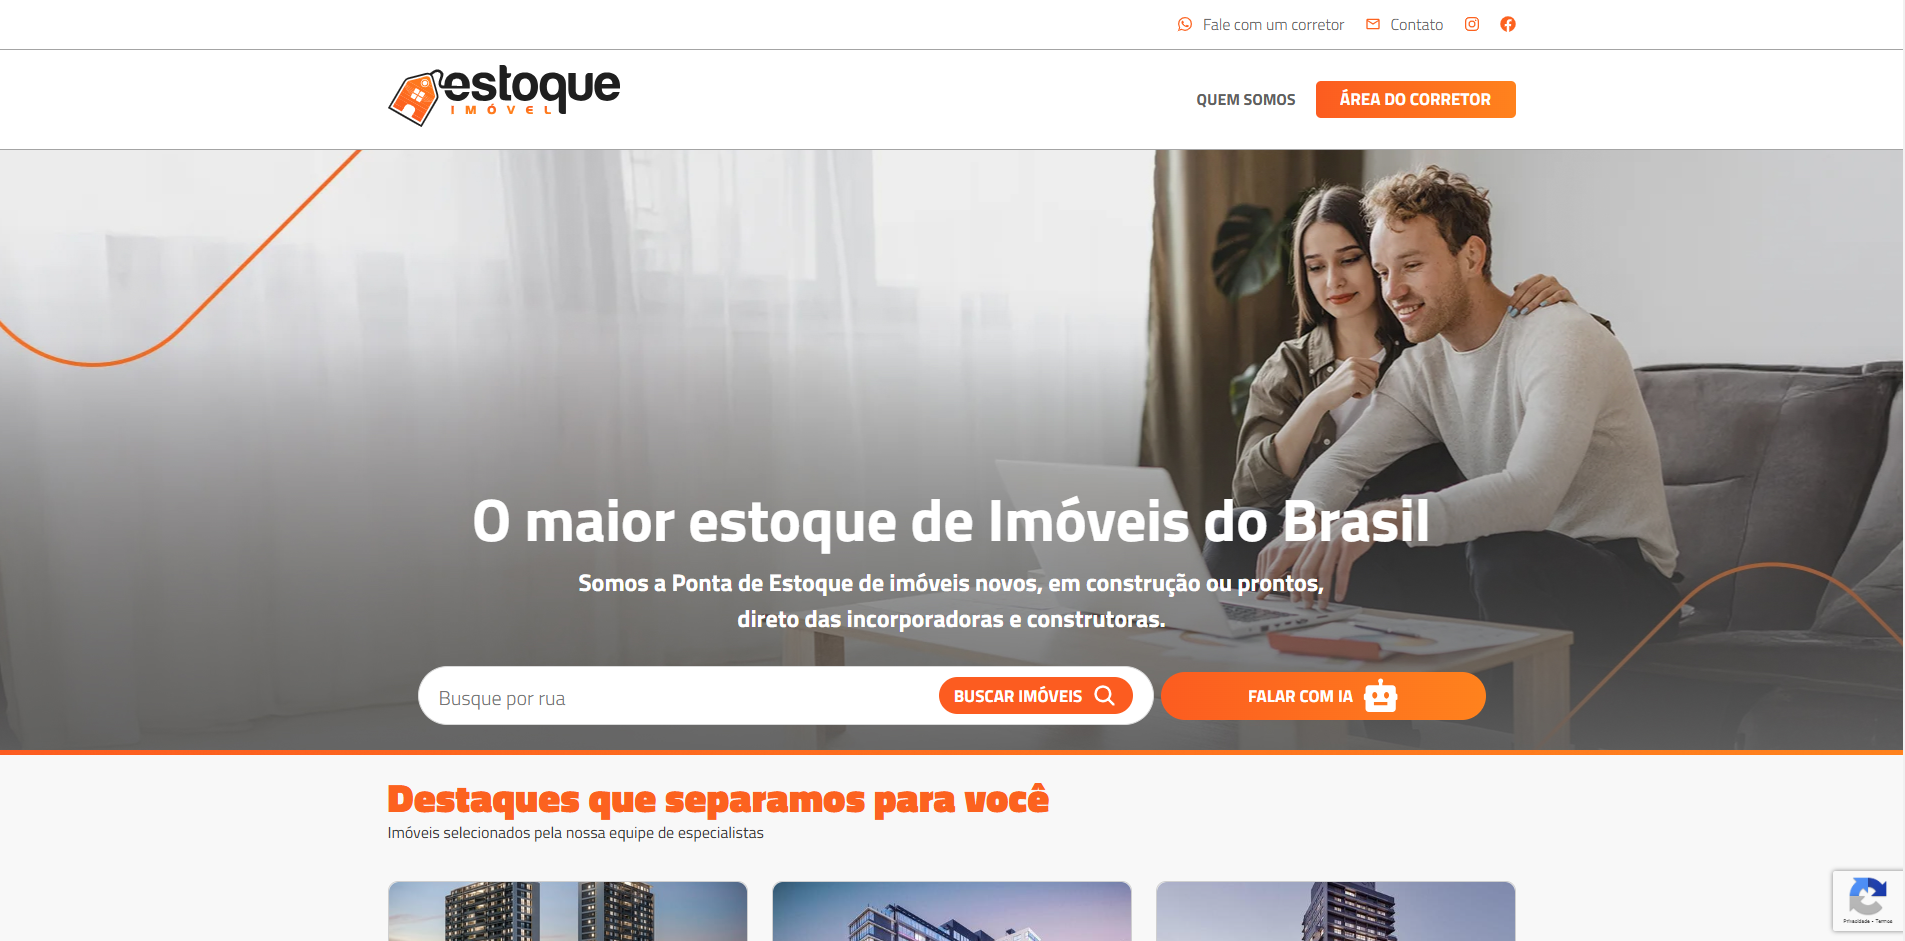 Fale com um corretor
Contato
estoque
IMÓVEL
QUEM SOMOS
ÁREA DO CORRETOR
O maior estoque de Imóveis do Brasil
Somos a Ponta de Estoque de imóveis novos, em construção ou prontos,
direto das incorporadoras e construtoras.
Busque por rua
BUSCAR IMÓVEIS
FALAR COM IA
Destaques que separamos para você
Imóveis selecionados pela nossa equipe de especialistas
Privacidade - Termos